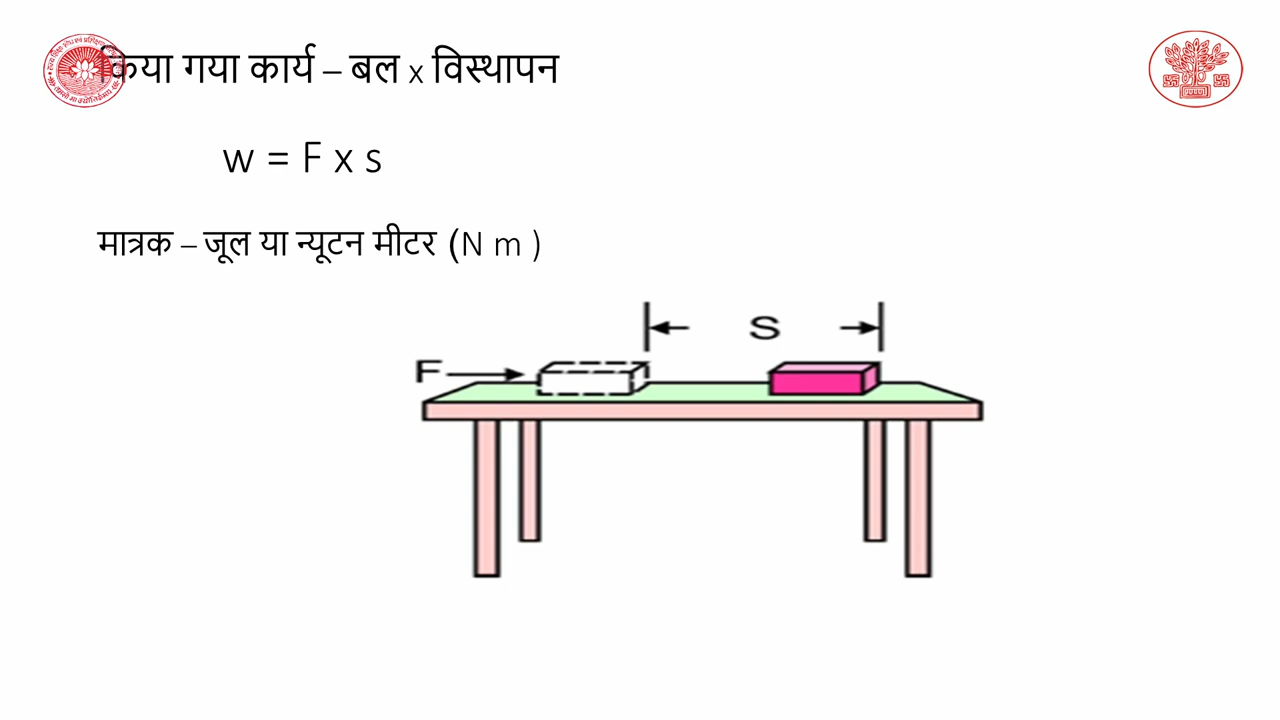 किया गया कार्य – बल x विस्थापन
w = F x s
मात्रक – जूल या न्यूटन मीटर (N m )
S
F